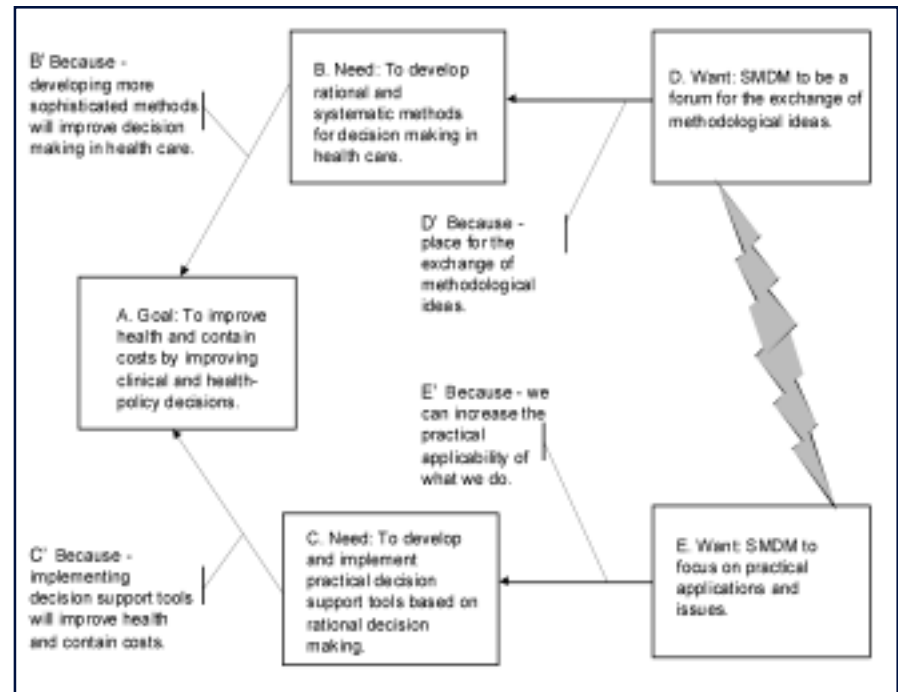 B' Because -
developing more
sophisticated methods
will improve decision
making in health care.
B. Need: To develop
rational and
systematic methods
for decision making in
health care.
D. Want: SMDM to be a
forum for the exchange of
methodological ideas.
D' Because -
place for the
exchange of
methodological
ideas.
A. Goal: To improve
health and contain
costs by improving
clinical and health-
policy decisions.
E' Because - we
can increase the
practical
applicability of
what we do.
C' Because -
implementing
decision support tools
will improve health
and contain costs.
C. Need: To develop
and implement
practical decision
support tools based on
rational decision
making.
E. Want: SMDM to
focus on practical
applications and
issues.